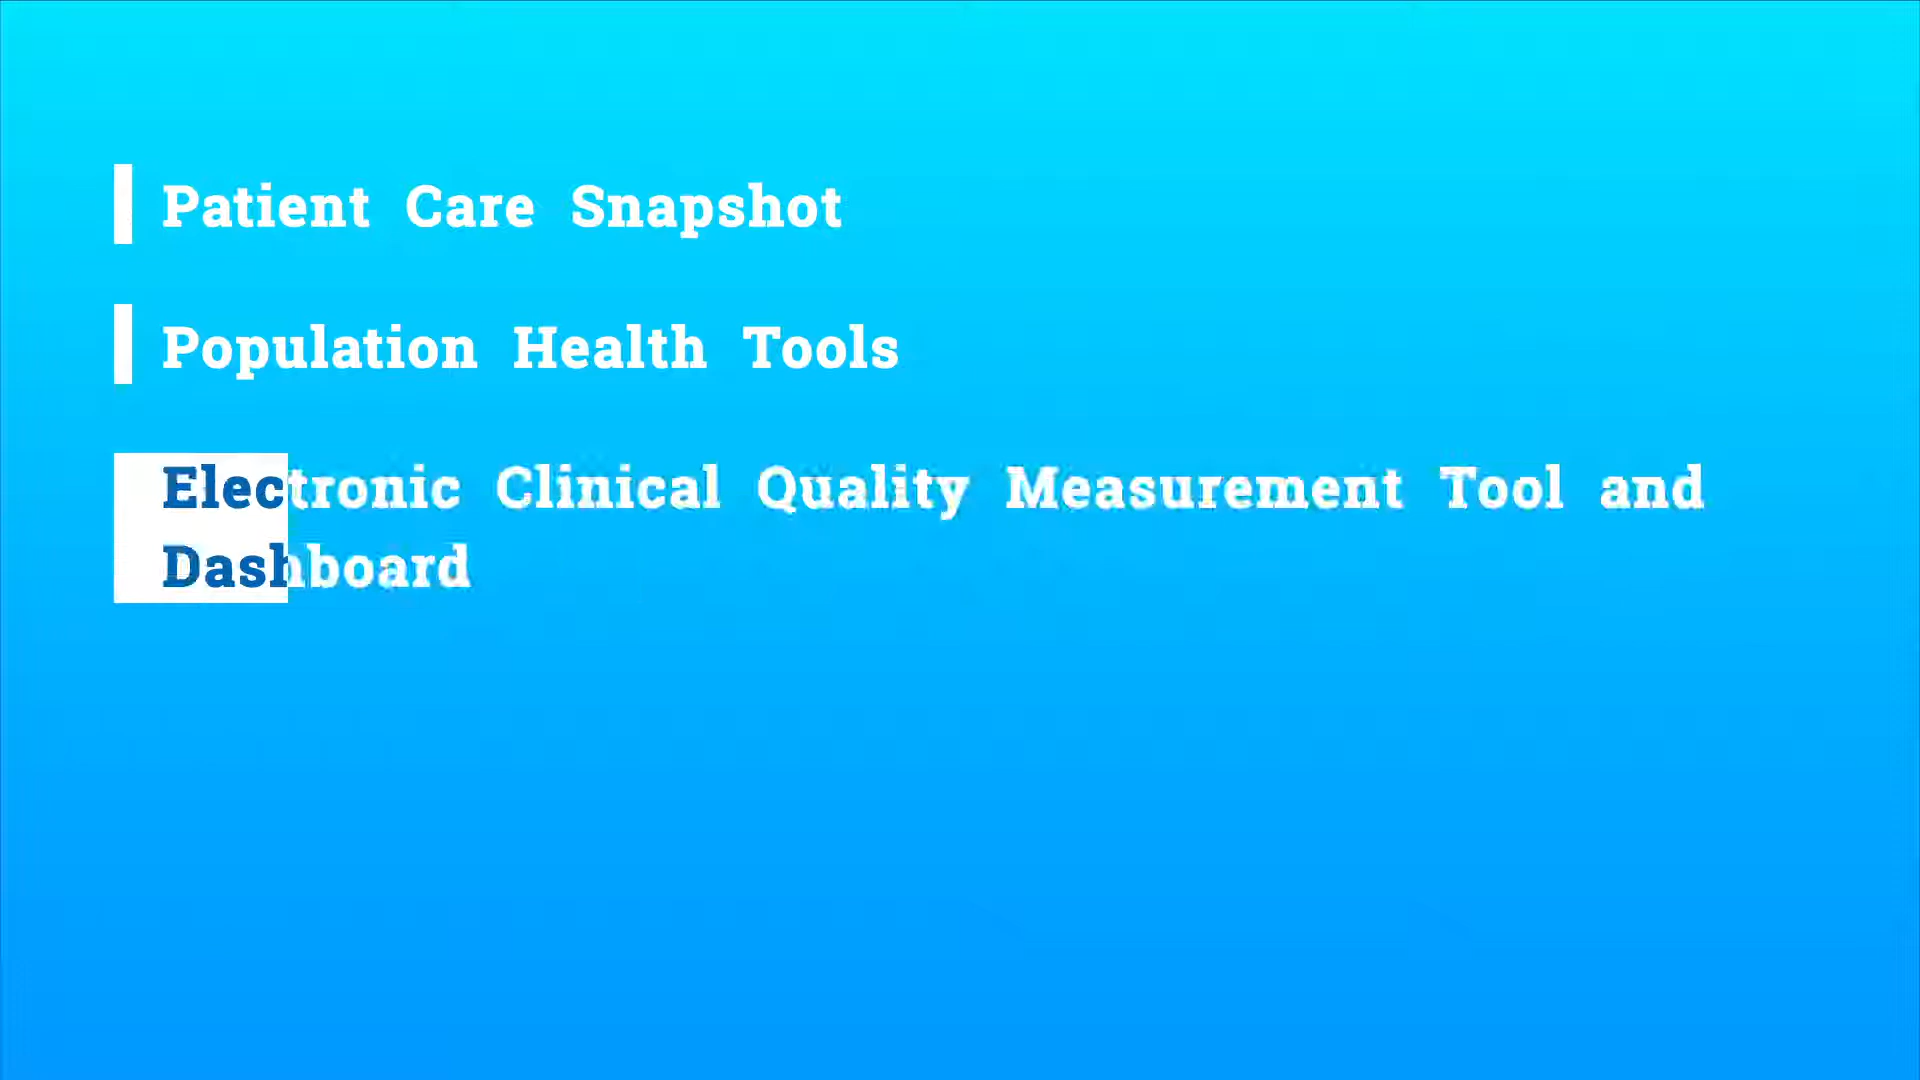 Patient Care Snapshot
Population Health Tools
Electronic Clinical Quality Measurement Tool and
Dashboard